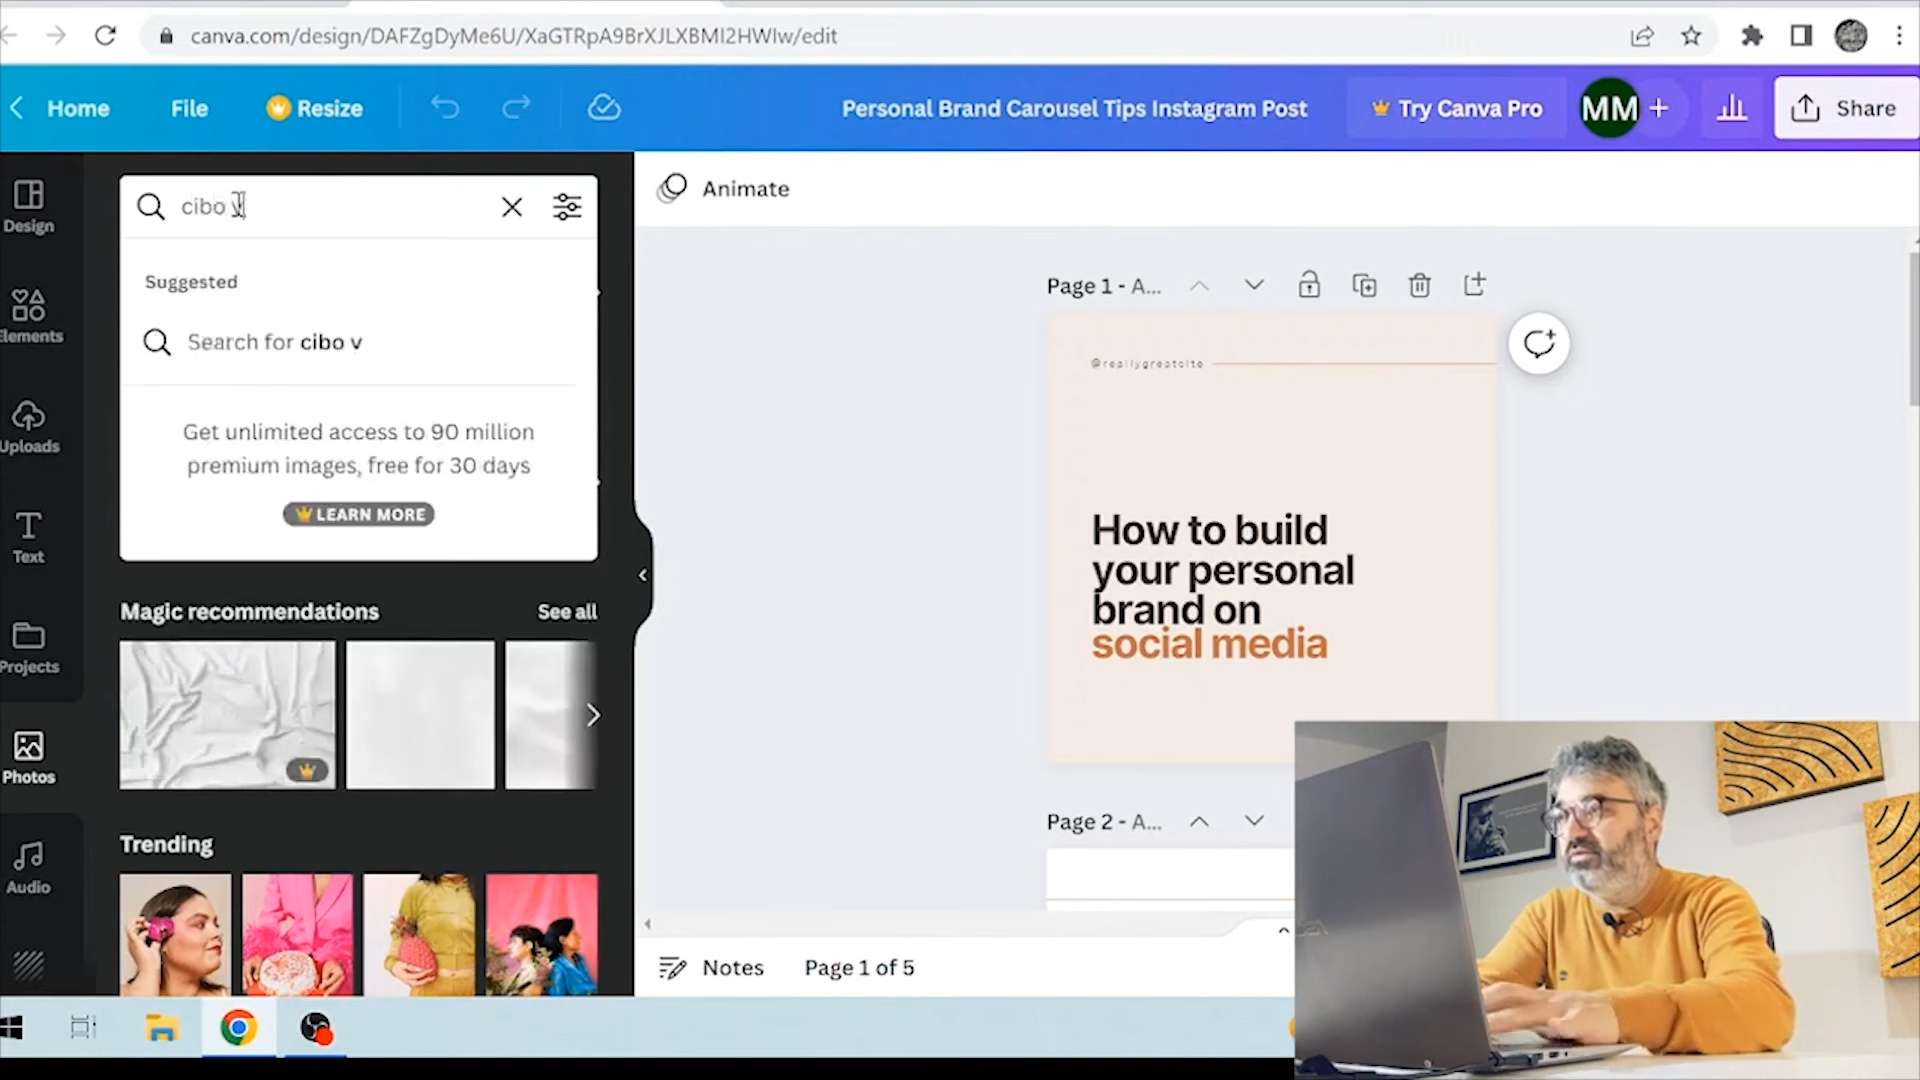 canva.com/design/DAFZgDyMe6U/XaGTRpA9BrXJLXBMI2HWIw/edit
Home
File
Resize
Personal Brand Carousel Tips Instagram Post
Try Canva Pro
MM
Share
Design
Elements
Uploads
Text
Projects
Photos
Audio
cibo v
Suggested
Search for cibo v
Get unlimited access to 90 million
premium images, free for 30 days
LEARN MORE
Magic recommendations
See all
Trending
Animate
Page 1 - A...
@reallygreatsite
How to build
your personal
brand on
social media
Page 2 - A...
Notes
Page 1 of 5